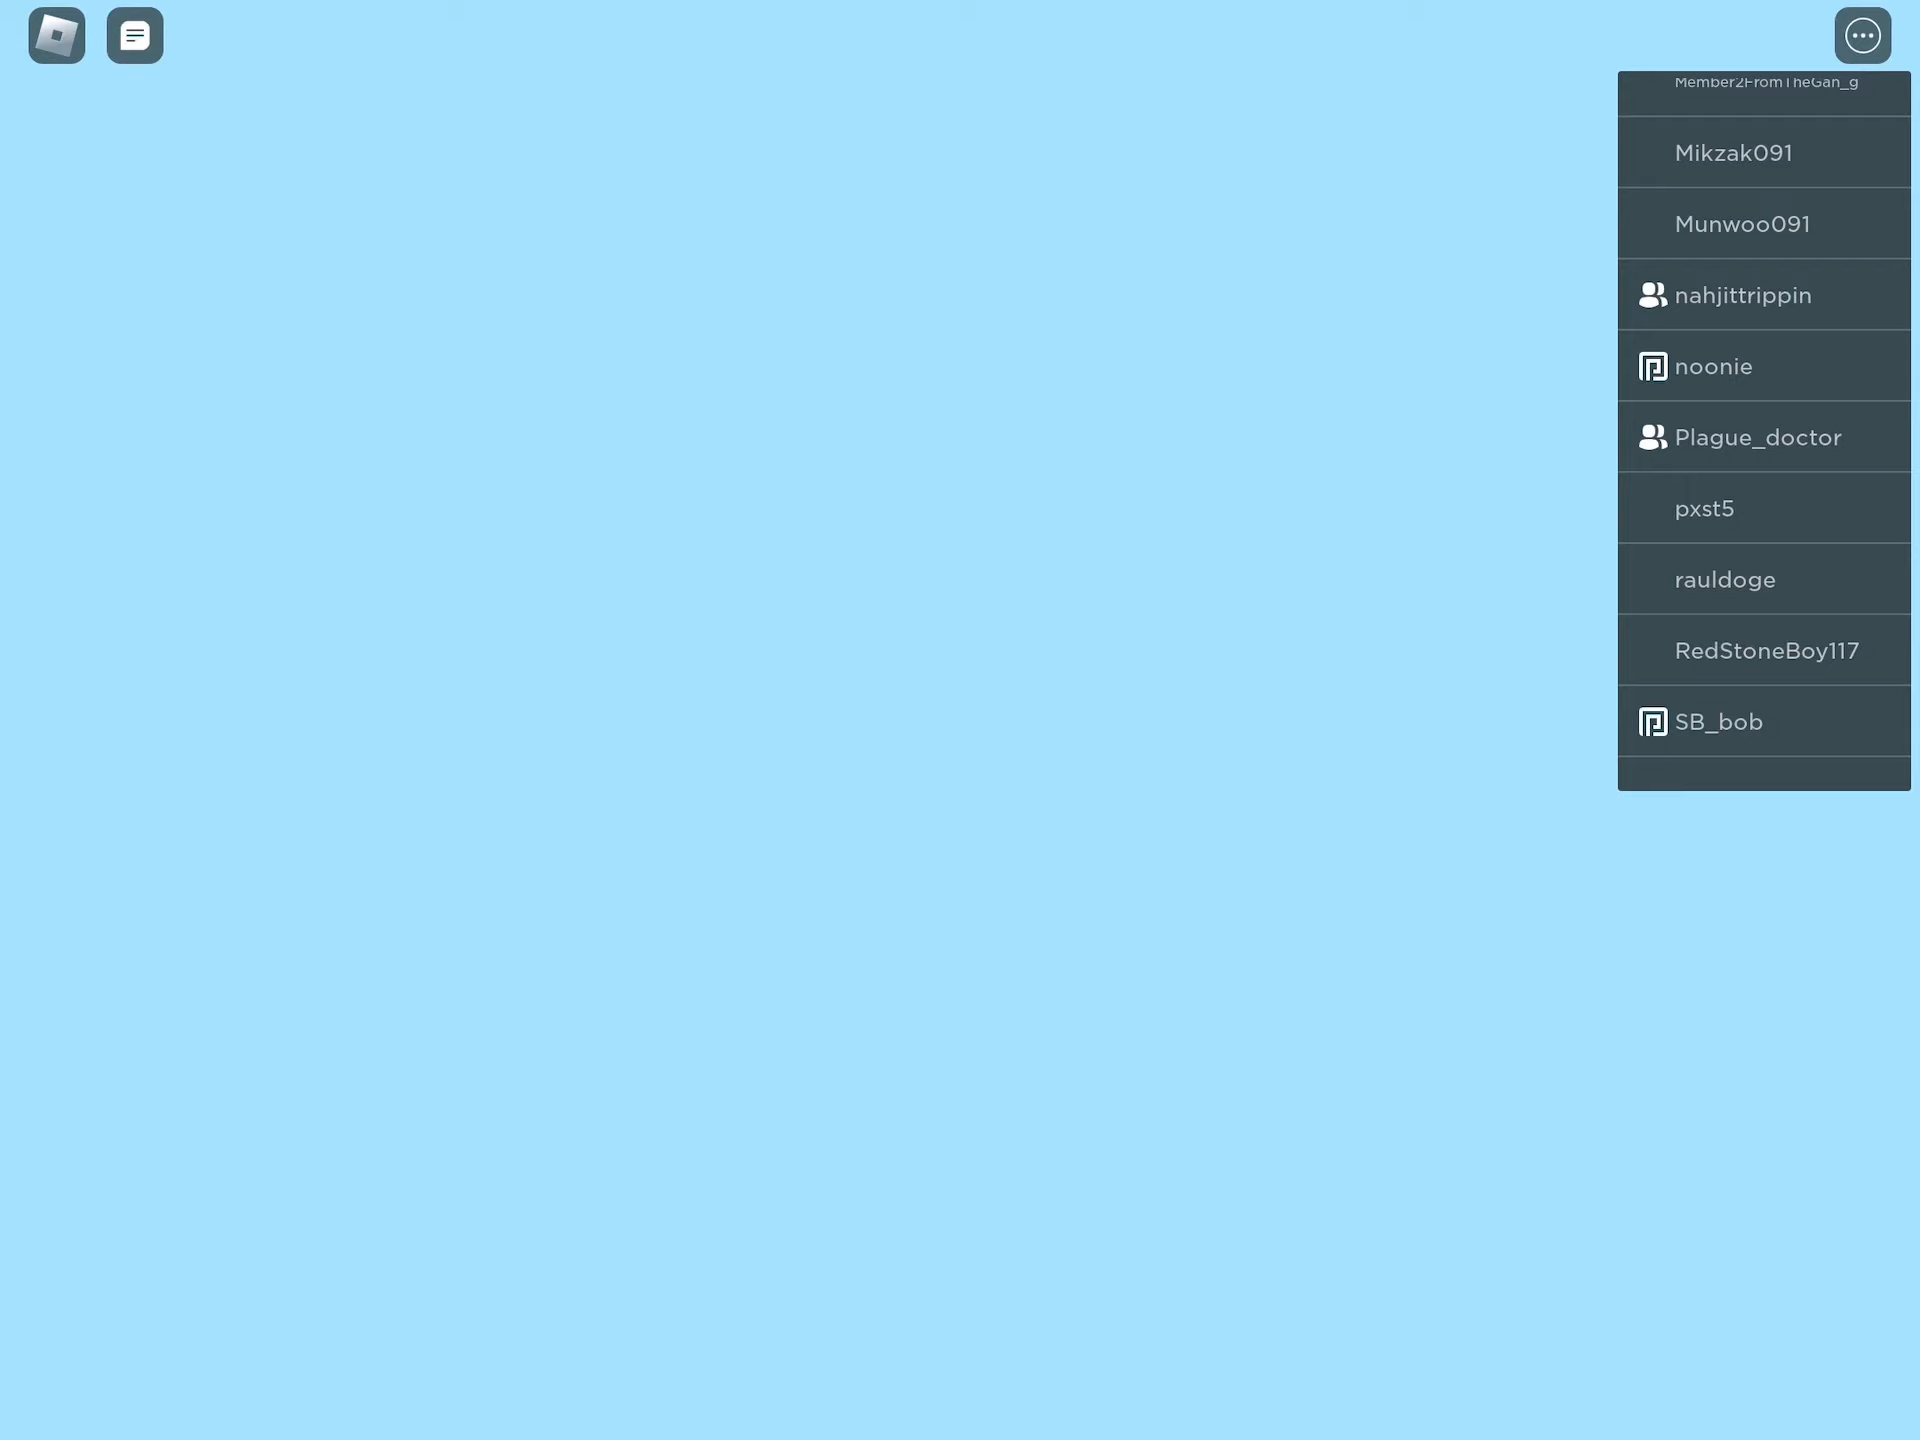 Member2FromTheGan_g
Mikzak091
Munwoo091
nahjittrippin
noonie
Plague_doctor
pxst5
rauldoge
RedStoneBoy117
SB_bob